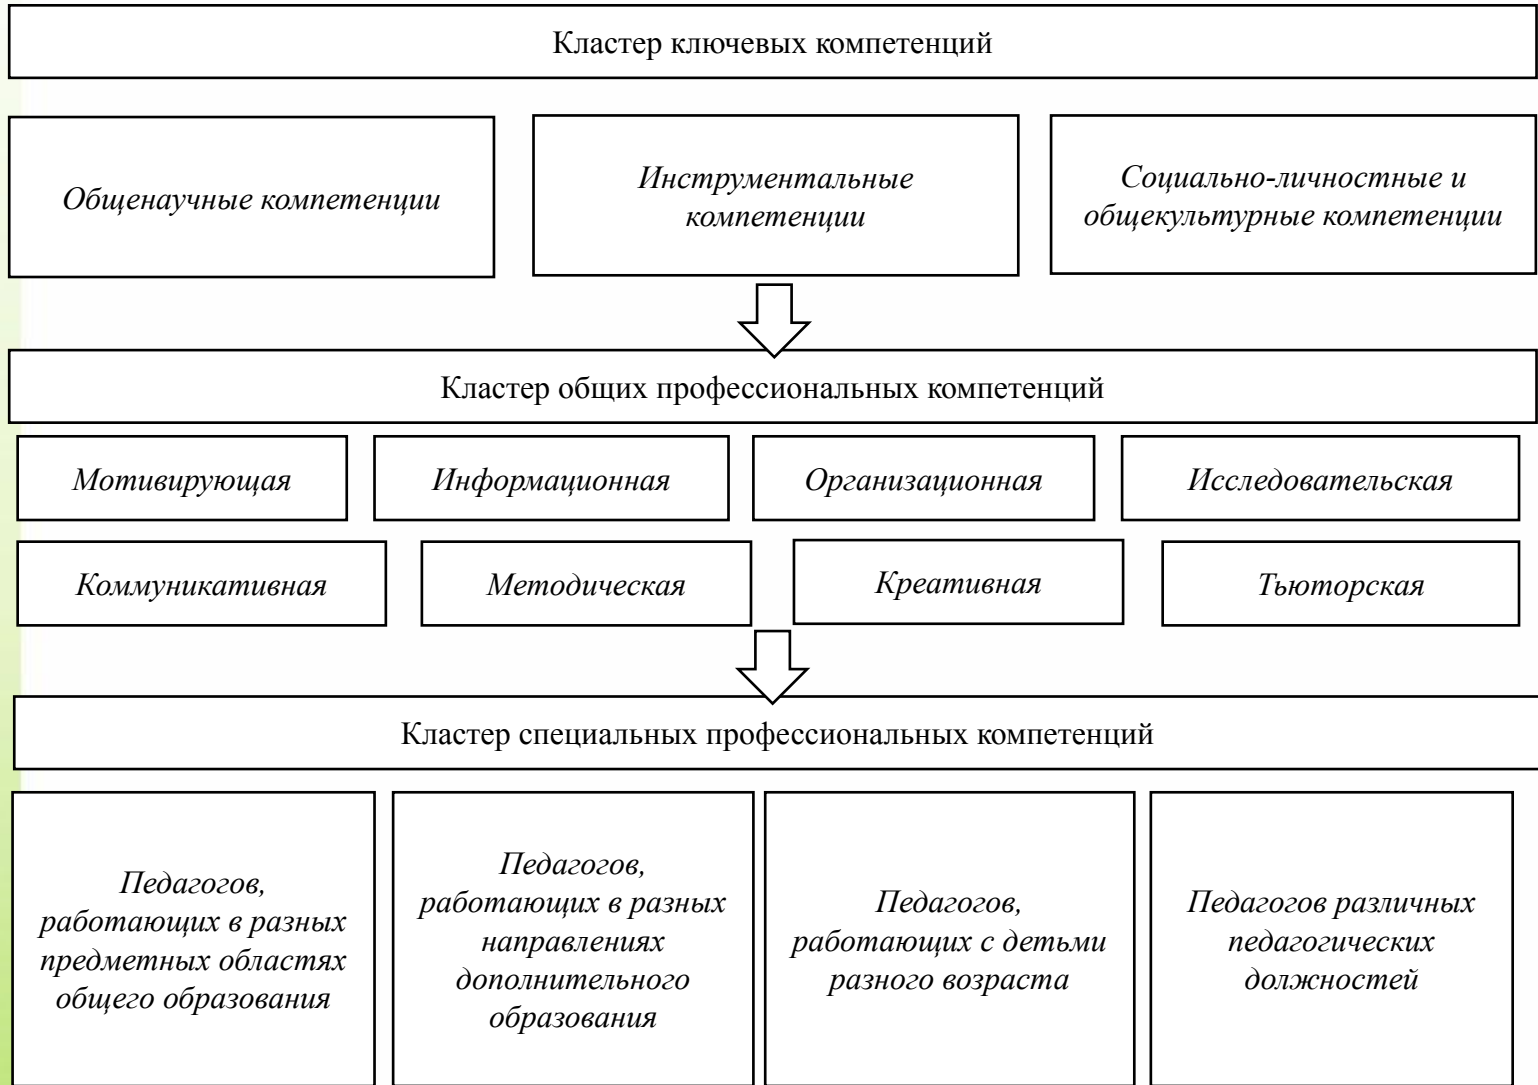 Кластер ключевых компетенций
Общенаучные компетенции
Инструментальные
компетенции
Социально-личностные и
общекультурные компетенции
Кластер общих профессиональных компетенций
Мотивирующая
Информационная
Организационная
Исследовательская
Коммуникативная
Методическая
Креативная
Тьюторская
Кластер специальных профессиональных компетенций
Педагогов,
работающих в разных
предметных областях
общего образования
Педагогов,
работающих в разных
направлениях
дополнительного
образования
Педагогов,
работающих с детьми
разного возраста
Педагогов различных
педагогических
должностей